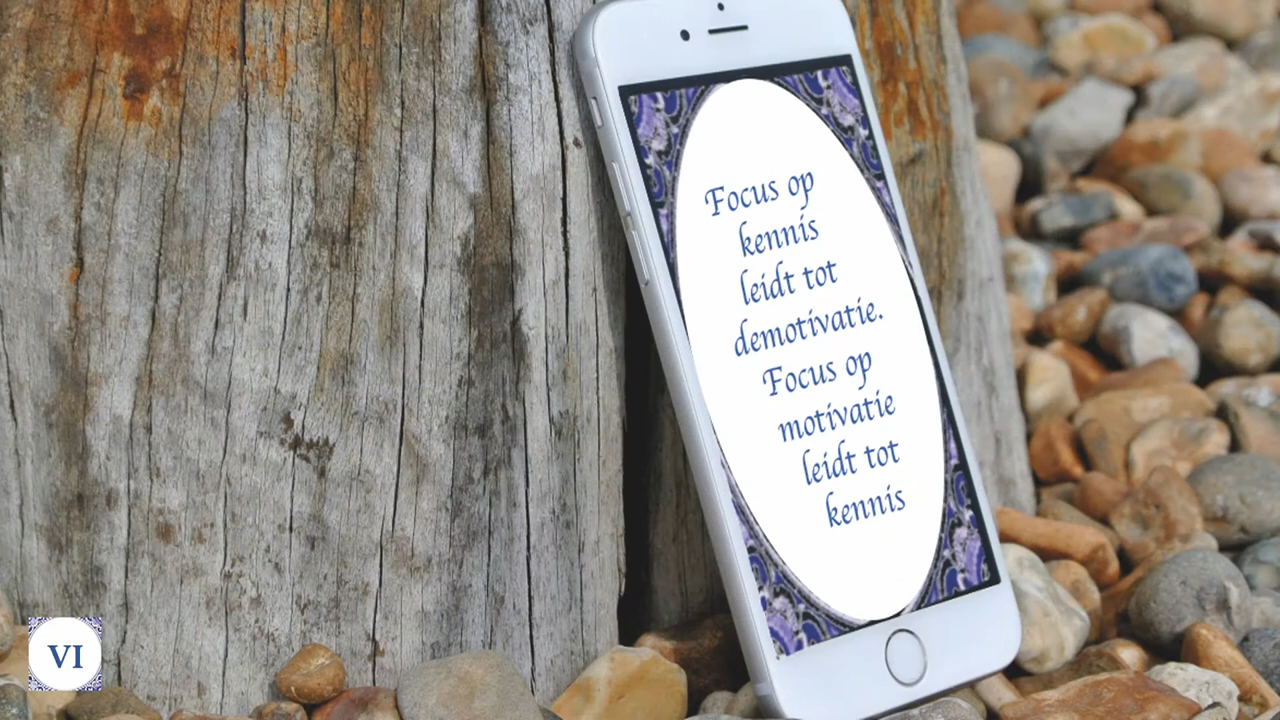 Focus op
kennis
leidt tot
demotivatie.
Focus op
motivatie
leidt tot
kennis
VI